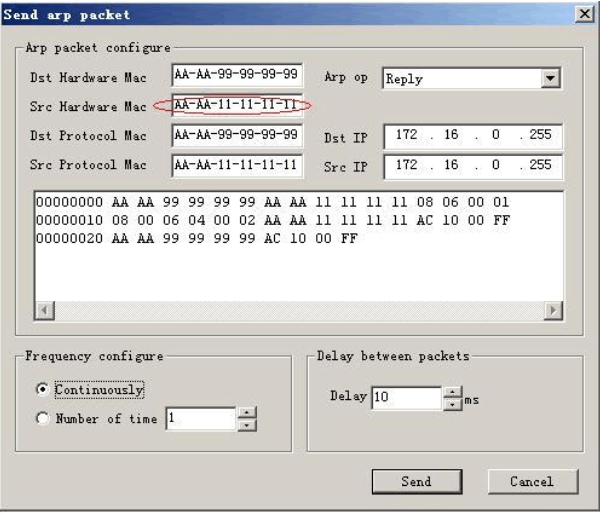 Send arp packet
Arp packet configure
Dst Hardware Mac AA-AA-99-99-99-99 Arp op Reply
Src Hardware Mac AA-AA-11-11-11-11
Dst Protocol Mac AA-AA-99-99-99-99 Dst IP 172 . 16 . 0 . 255
Src Protocol Mac AA-AA-11-11-11-11 Src IP 172 . 16 . 0 . 255
00000000 AA AA 99 99 99 99 AA AA 11 11 11 11 08 06 00 01
00000010 08 00 06 04 00 02 AA AA 11 11 11 11 AC 10 00 FF
00000020 AA AA 99 99 99 99 AC 10 00 FF
Frequency configure Delay between packets
Continuously
Delay 10 ms
Number of time 1
Send Cancel